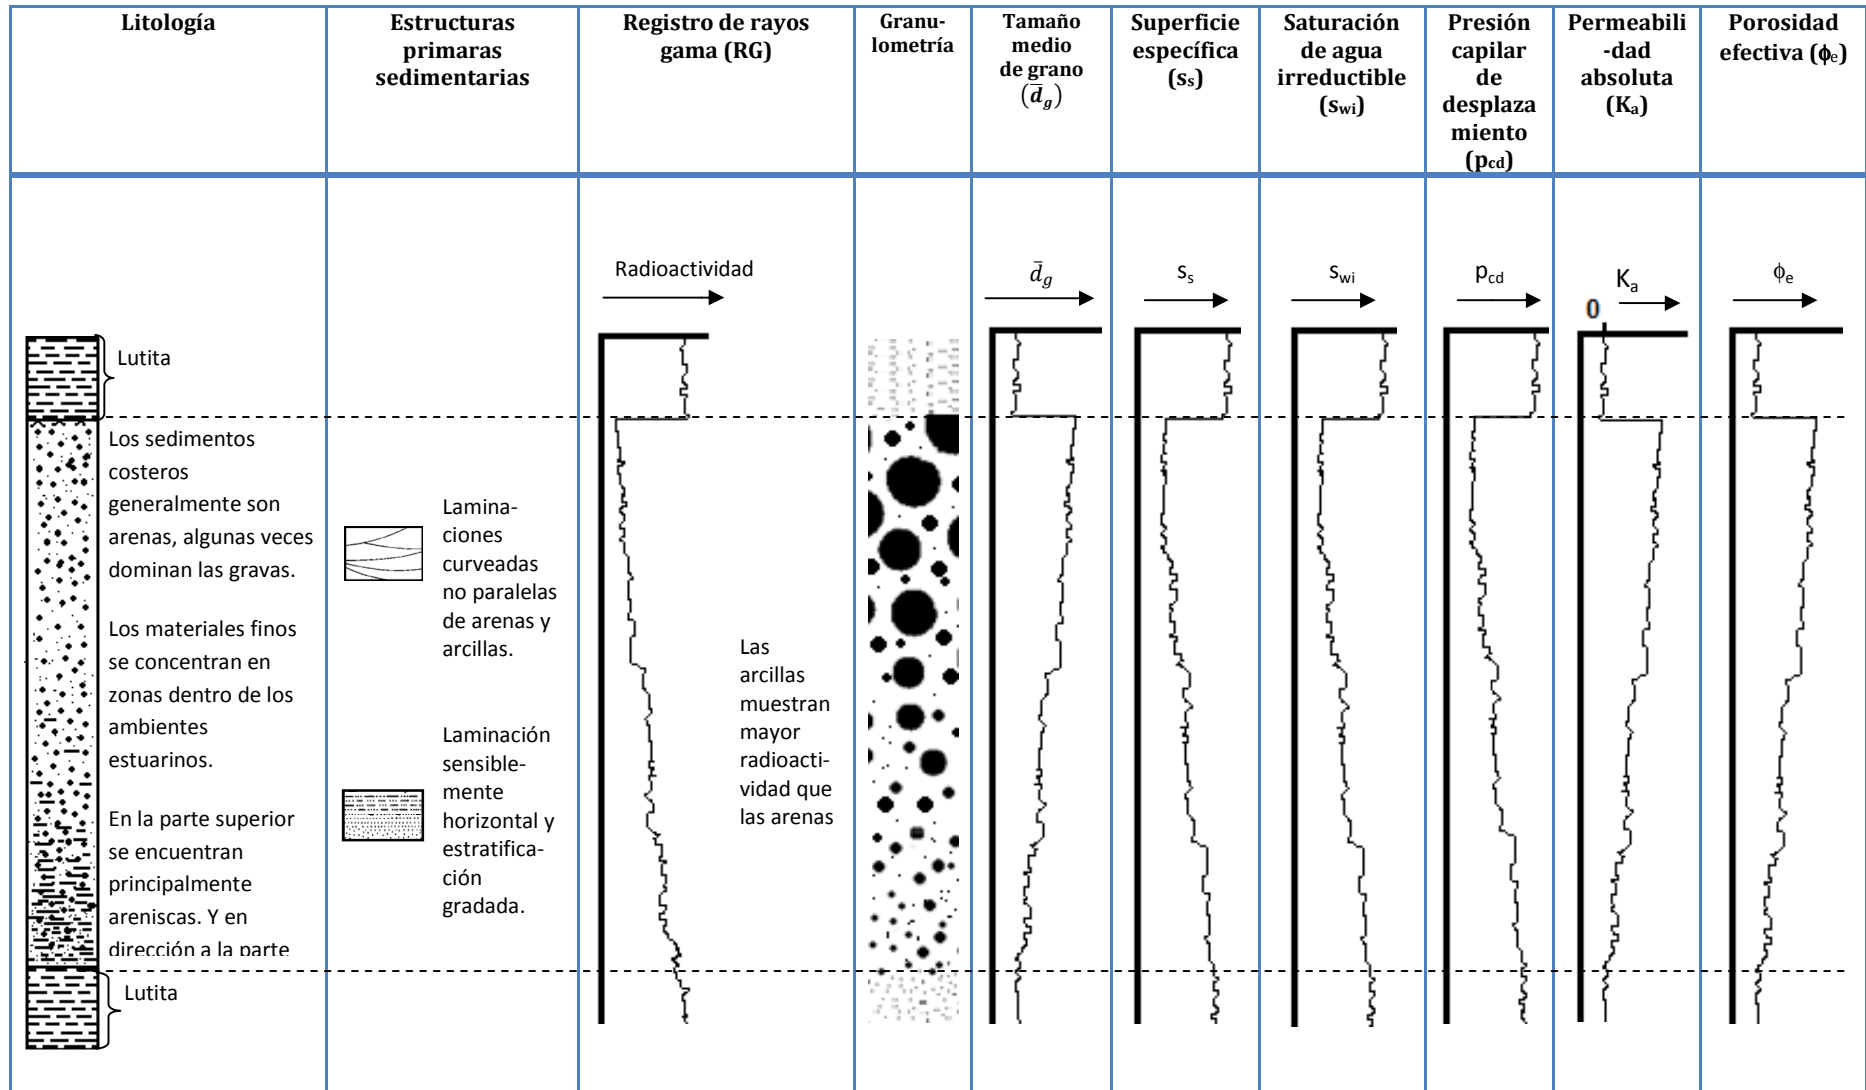 Litología
Estructuras
primaras
sedimentarias
Registro de rayos
gama (RG)
Granu-
lometría
Tamaño
medio
de grano
(d̅g)
Superficie
específica
(ss)
Saturación
de agua
irreductible
(swi)
Presión
capilar
de
desplaza
miento
(pcd)
Permeabili
-dad
absoluta
(Ka)
Porosidad
efectiva (ϕe)
Radioactividad
d̅g
ss
swi
pcd
0
Ka
ϕe
Lutita
Los sedimentos
costeros
generalmente son
arenas, algunas veces
dominan las gravas.
Los materiales finos
se concentran en
zonas dentro de los
ambientes
estuarinos.
En la parte superior
se encuentran
principalmente
areniscas. Y en
dirección a la parte
Lutita
Lamina-
ciones
curveadas
no paralelas
de arenas y
arcillas.
Laminación
sensible-
mente
horizontal y
estratifica-
ción
gradada.
Las
arcillas
muestran
mayor
radioacti-
vidad que
las arenas